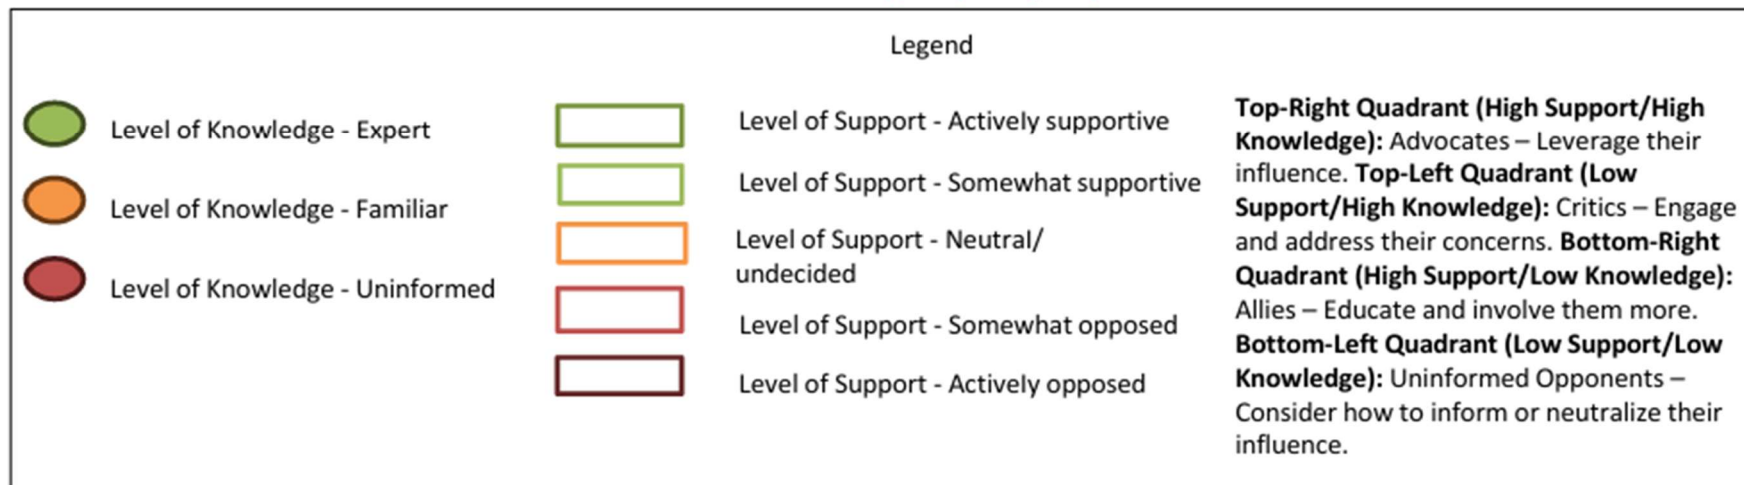 Legend
Level of Knowledge - Expert
Level of Knowledge - Familiar
Level of Knowledge - Uninformed
Level of Support - Actively supportive
Level of Support - Somewhat supportive
Level of Support - Neutral/
undecided
Level of Support - Somewhat opposed
Level of Support - Actively opposed
Top-Right Quadrant (High Support/High
Knowledge): Advocates – Leverage their
influence. Top-Left Quadrant (Low
Support/High Knowledge): Critics – Engage
and address their concerns. Bottom-Right
Quadrant (High Support/Low Knowledge):
Allies – Educate and involve them more.
Bottom-Left Quadrant (Low Support/Low
Knowledge): Uninformed Opponents –
Consider how to inform or neutralize their
influence.